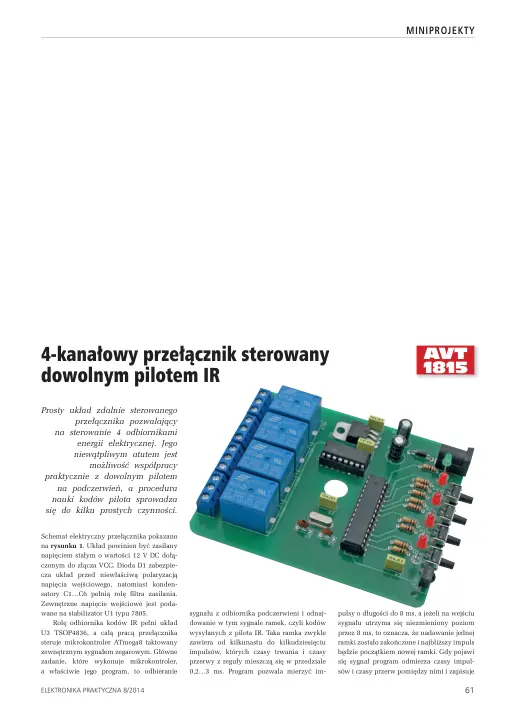 MINIPROJEKTY
4-kanałowy przełącznik sterowany
dowolnym pilotem IR
AVT
1815
Prosty układ zdalnie sterowanego
przełącznika pozwalający
na sterowanie 4 odbiornikami
energii elektrycznej. Jego
niewątpliwym atutem jest
możliwość współpracy
praktycznie z dowolnym pilotem
na podczerwień, a procedura
nauki kodów pilota sprowadza
się do kilku prostych czynności.
Schemat elektryczny przełącznika pokazano
na rysunku 1. Układ powinien być zasilany
napięciem stałym o wartości 12 V DC dołą-
czonym do złącza VCC. Dioda D1 zabezpie-
cza układ przed niewłaściwą polaryzacją
napięcia wejściowego, natomiast konden-
satory C1...C6 pełnią rolę filtra zasilania.
Zewnętrzne napięcie wejściowe jest poda-
wane na stabilizator U1 typu 7805.
Rolę odbiornika kodów IR pełni układ
U3 TSOP4836, a całą pracą przełącznika
steruje mikrokontroler ATmega8 taktowany
zewnętrznym sygnałem zegarowym. Główne
zadanie, które wykonuje mikrokontroler,
a właściwie jego program, to odbieranie
sygnału z odbiornika podczerwieni i odnaj-
dowanie w tym sygnale ramek, czyli kodów
wysyłanych z pilota IR. Taka ramka zwykle
zawiera od kilkunastu do kilkudziesięciu
impulsów, których czasy trwania i czasy
przerwy z reguły mieszczą się w przedziale
0,2...3 ms. Program pozwala mierzyć im-
pulsy o długości do 8 ms, a jeżeli na wejściu
sygnału utrzyma się niezmieniony poziom
przez 8 ms, to oznacza, że nadawanie jednej
ramki zostało zakończone i najbliższy impuls
będzie początkiem nowej ramki. Gdy pojawi
się sygnał program odmierza czasy impul-
sów i czasy przerw pomiędzy nimi i zapisuje
ELEKTRONIKA PRAKTYCZNA 8/2014
61